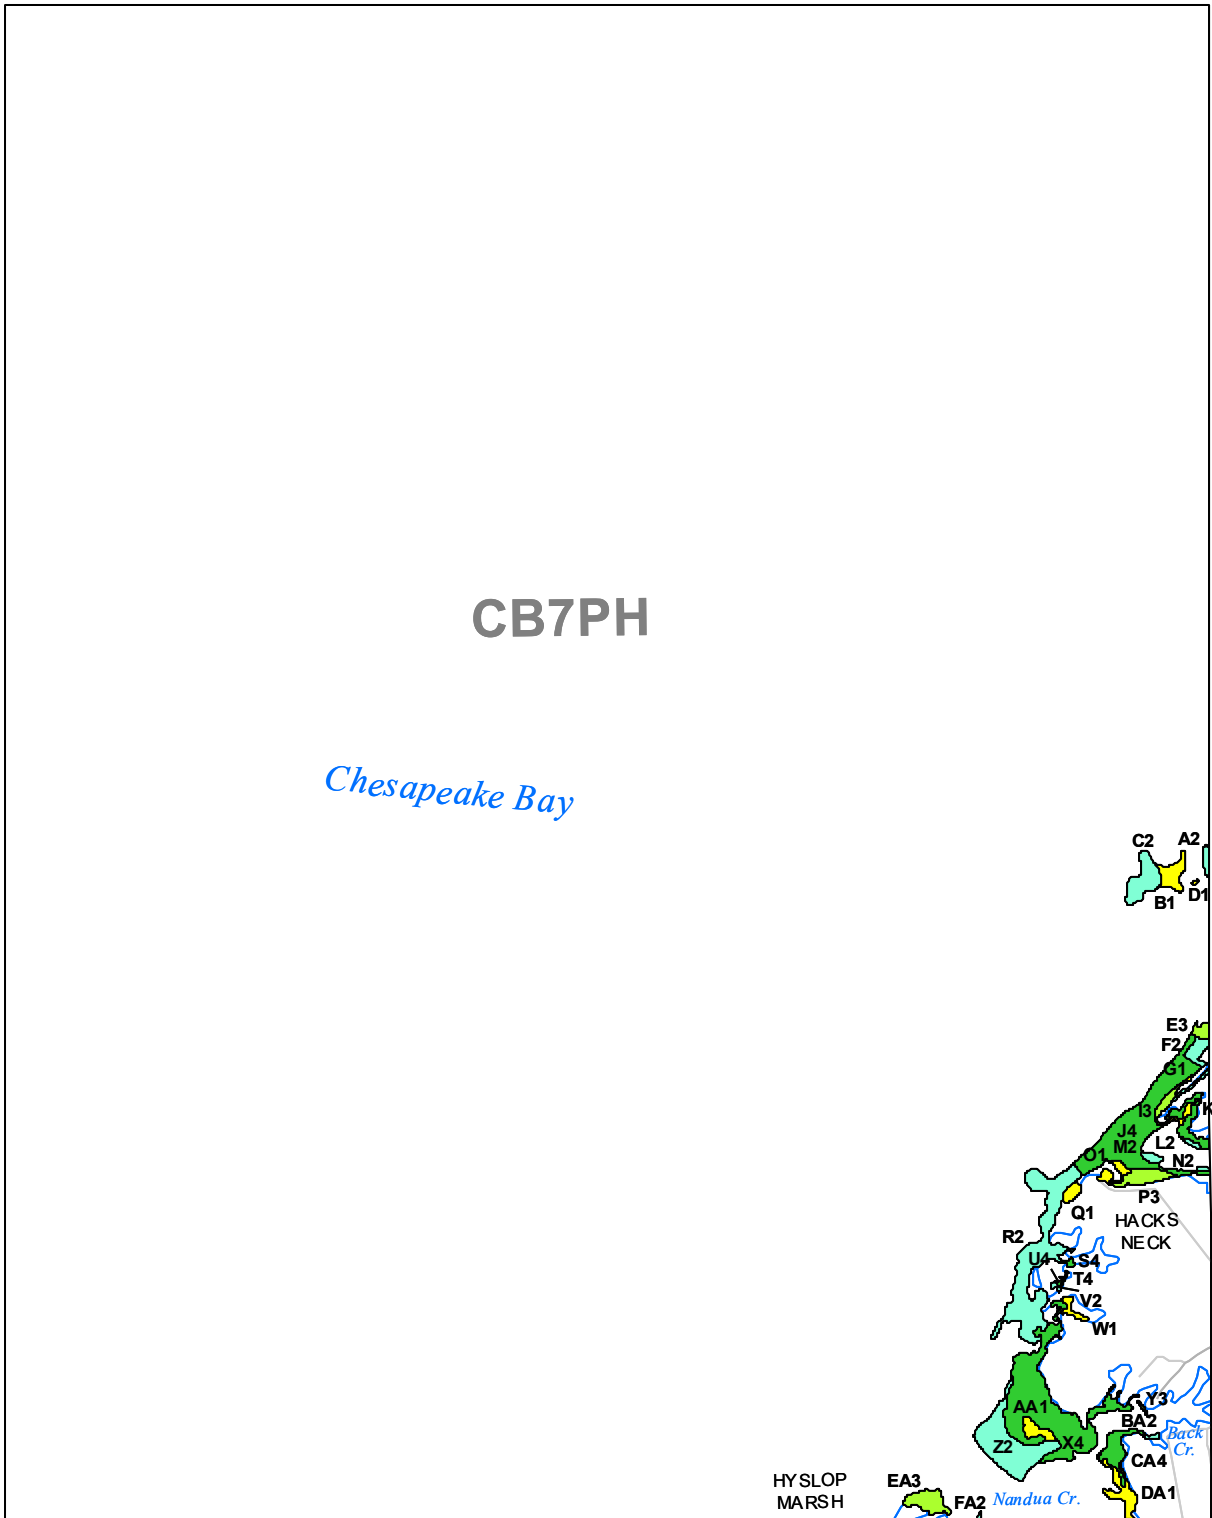 CB7PH
Chesapeake Bay
C2 A2
B1 D1
E3
F2
G1
I3 K
J4
M2 L2
O1 N2
P3
Q1
HACKS
NECK
R2
U4 S4
T4
V2
W1
Y3
AA1
BA2
Back
Cr.
Z2 X4
CA4
HYSLOP
MARSH
EA3
FA2
Nandua Cr.
DA1
4